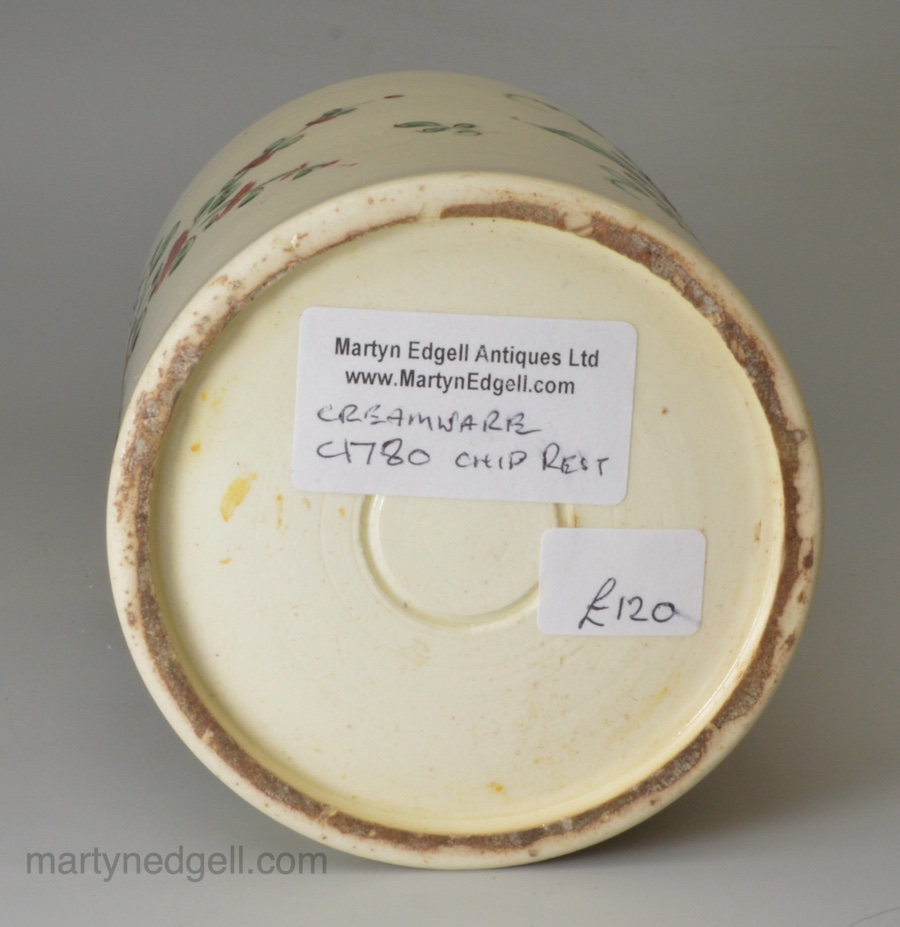 Martyn Edgell Antiques Ltd
www.MartynEdgell.com
CREAMWARE
C1780 CHIP REST
£120
martynedgell.com